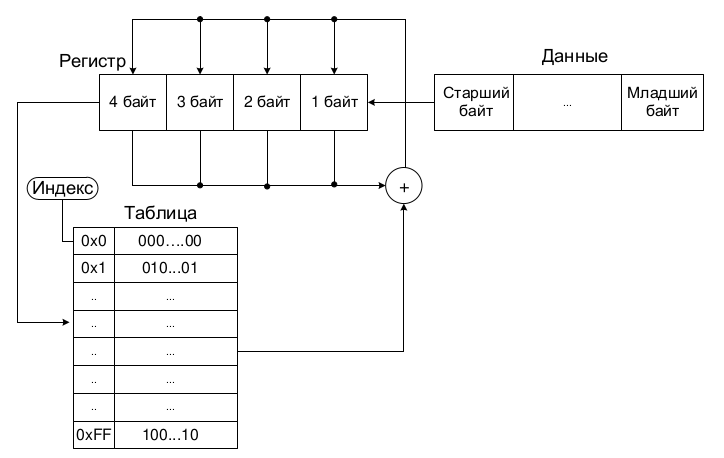 Регистр
Данные
4 байт 3 байт 2 байт 1 байт
Старший
байт
...
Младший
байт
+
Индекс
Таблица
0x0 000....00
0x1 010...01
.. ...
.. ...
.. ...
.. ...
.. ...
0xFF 100...10